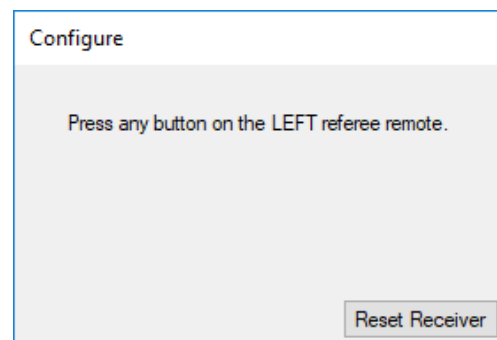 Configure
Press any button on the LEFT referee remote.
Reset Receiver